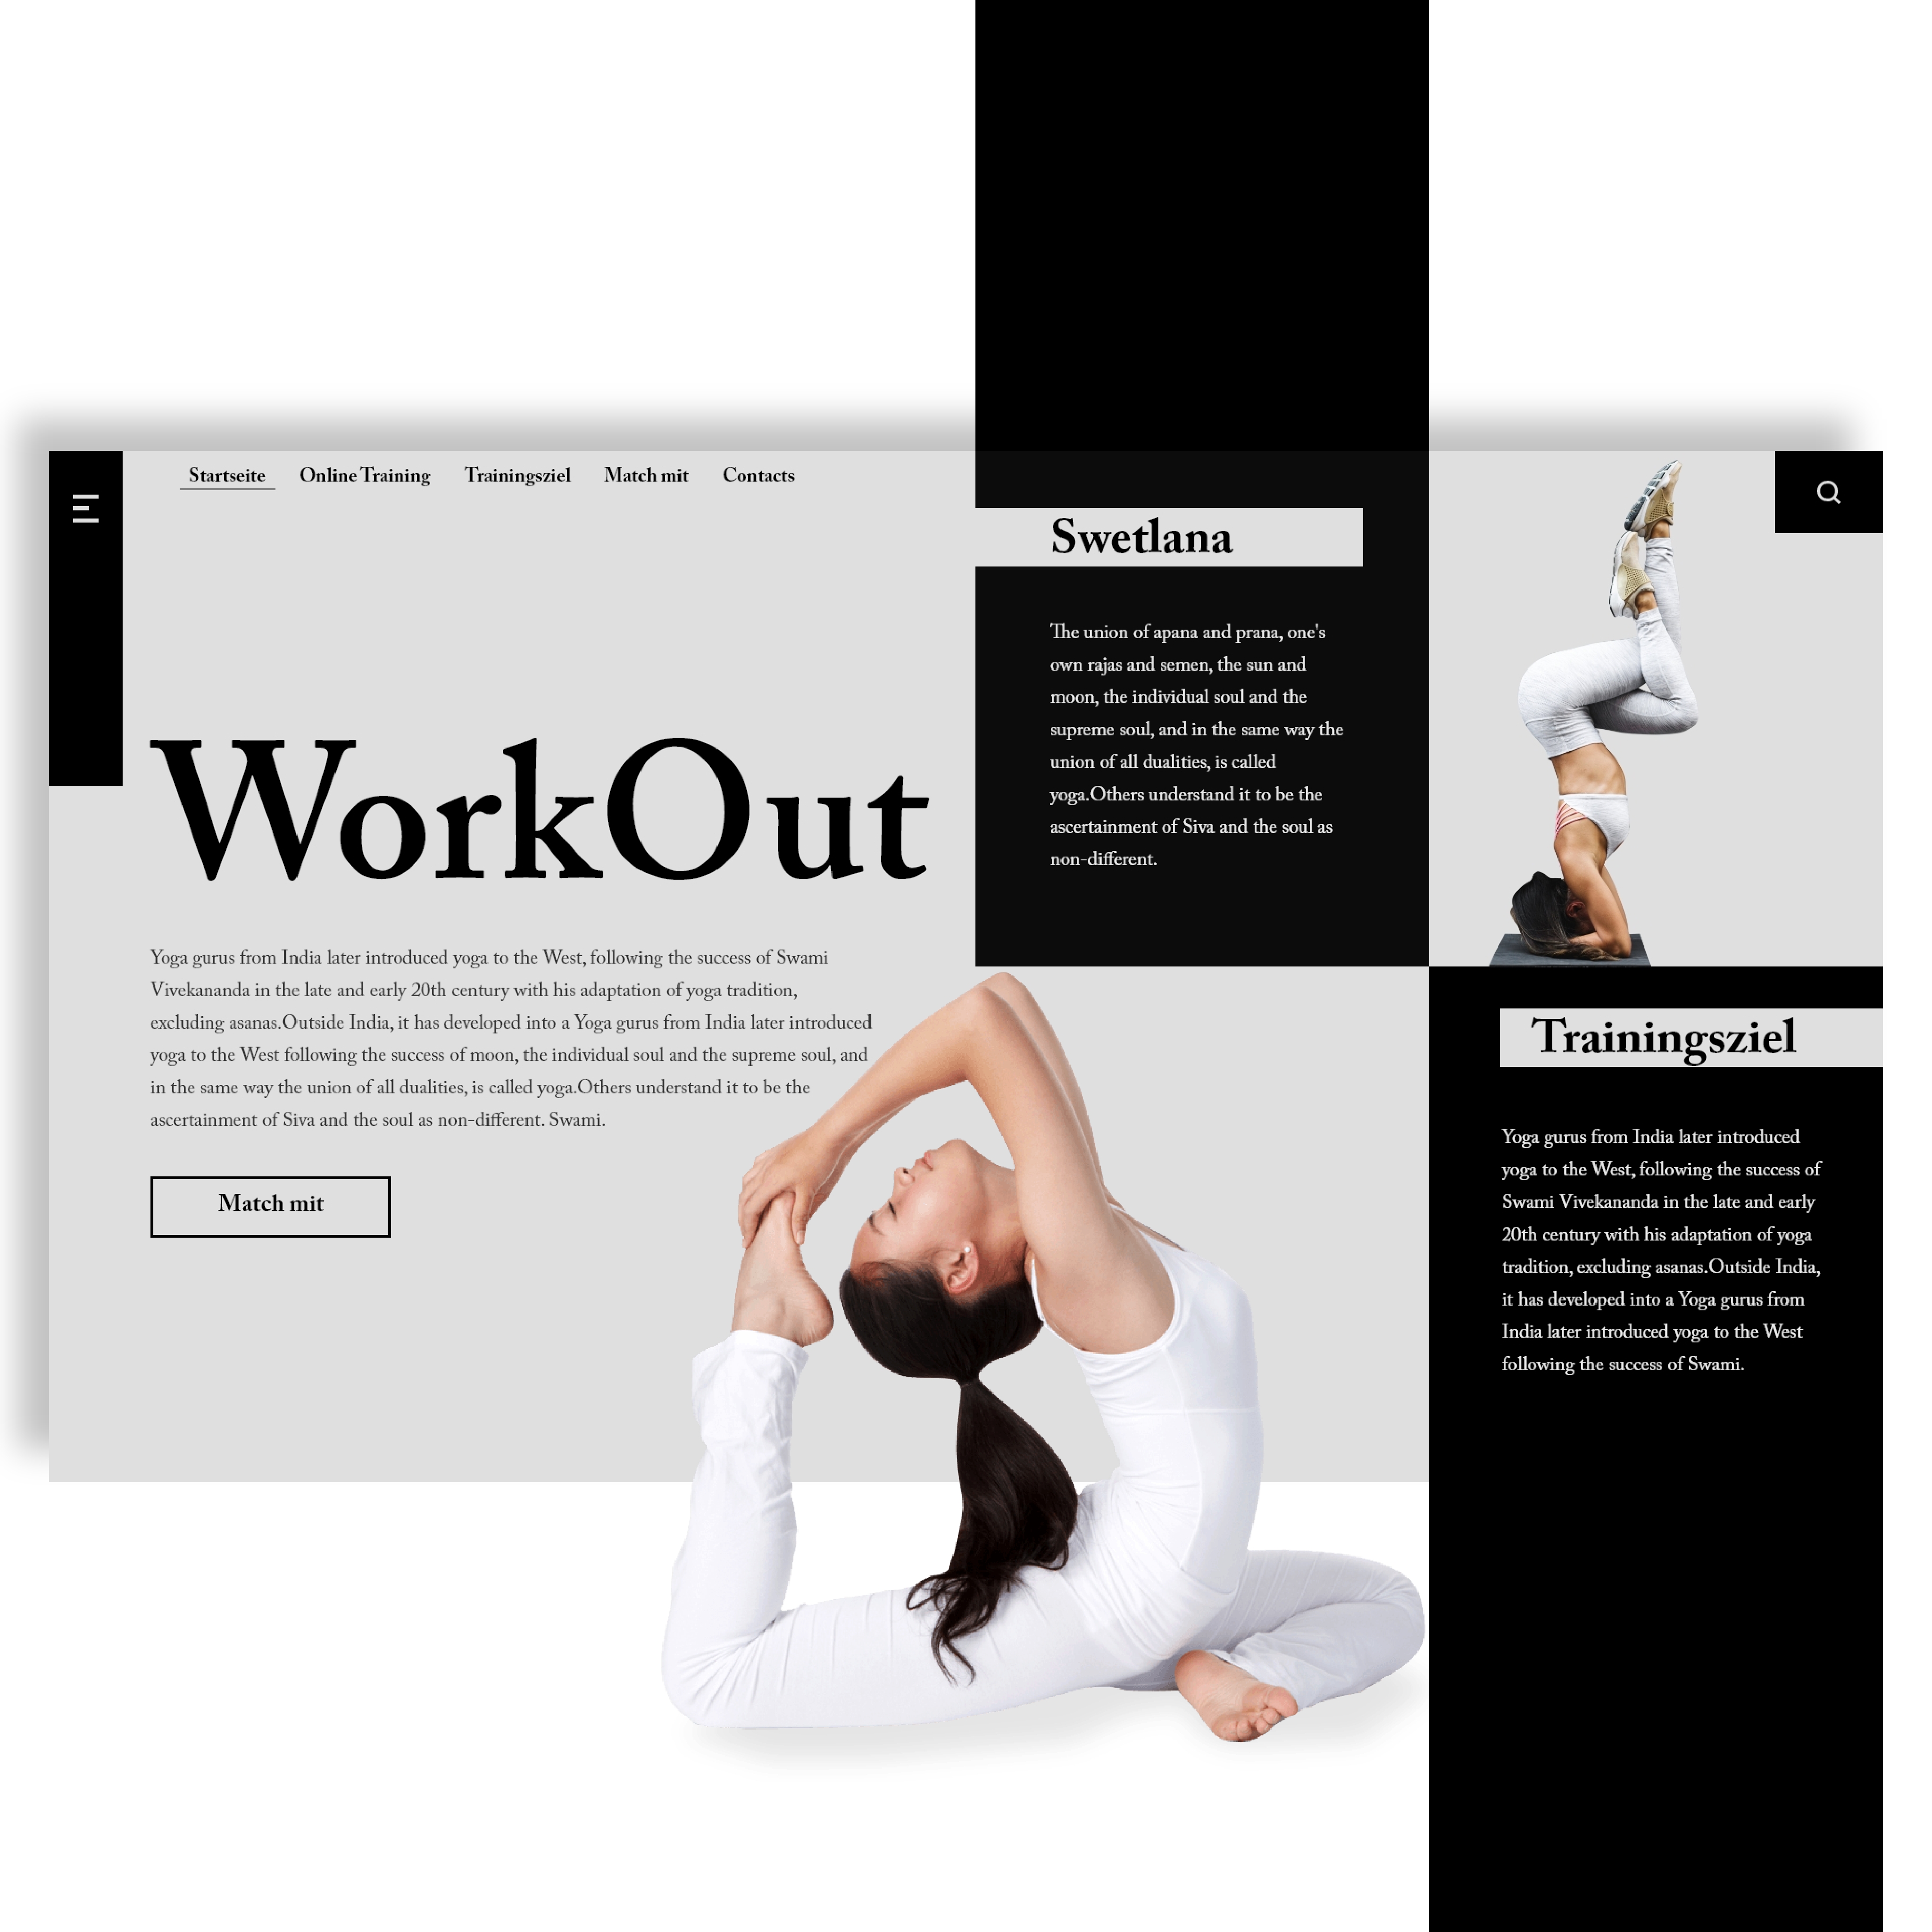 Startseite Online Training Trainingsziel Match mit Contacts
WorkOut
Yoga gurus from India later introduced yoga to the West, following the success of Swami
Vivekananda in the late and early 20th century with his adaptation of yoga tradition,
excluding asanas.Outside India, it has developed into a Yoga gurus from India later introduced
yoga to the West following the success of moon, the individual soul and the supreme soul, and
in the same way the union of all dualities, is called yoga.Others understand it to be the
ascertainment of Siva and the soul as non-different. Swami.
Match mit
Swetlana
The union of apana and prana, one's
own rajas and semen, the sun and
moon, the individual soul and the
supreme soul, and in the same way the
union of all dualities, is called
yoga.Others understand it to be the
ascertainment of Siva and the soul as
non-different.
Trainingsziel
Yoga gurus from India later introduced
yoga to the West, following the success of
Swami Vivekananda in the late and early
20th century with his adaptation of yoga
tradition, excluding asanas.Outside India,
it has developed into a Yoga gurus from
India later introduced yoga to the West
following the success of Swami.